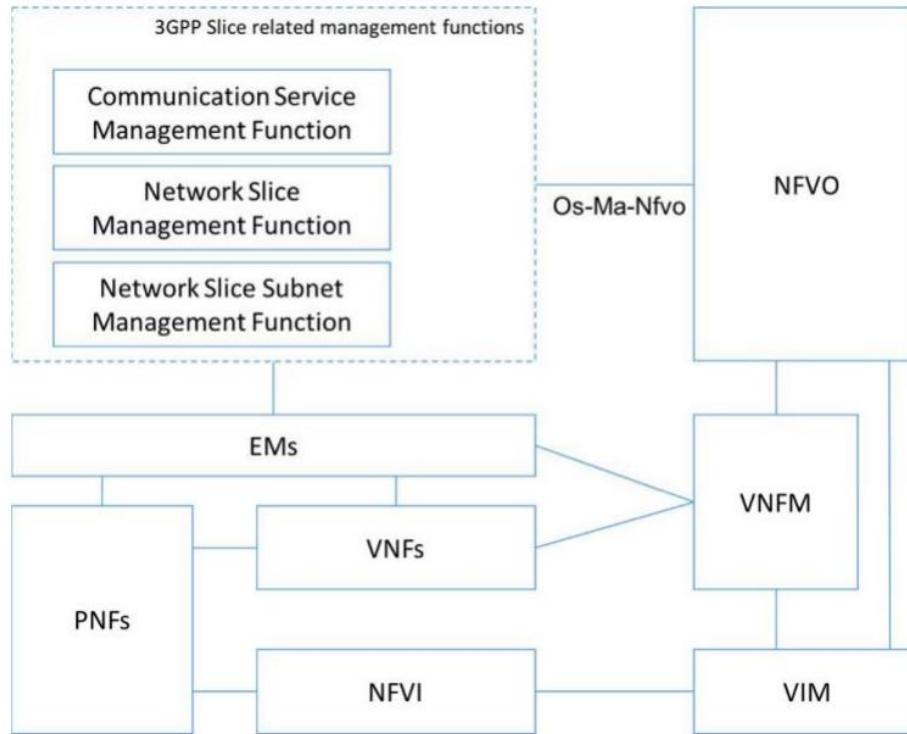 3GPP Slice related management functions
Communication Service
Management Function
Network Slice
Management Function
Network Slice Subnet
Management Function
NFVO
Os-Ma-Nfvo
EMs
VNFM
VNFs
PNFs
NFVI
VIM